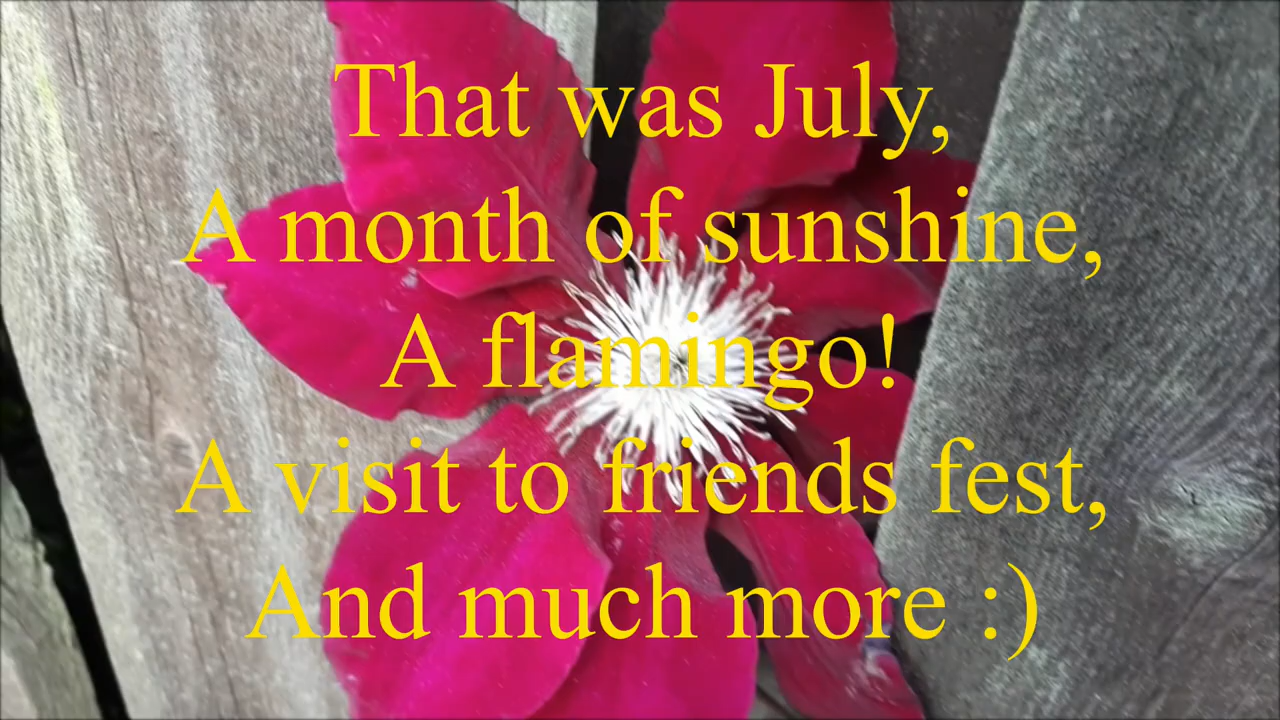 That was July,
A month of sunshine,
A flamingo!
A visit to friends fest,
And much more :)